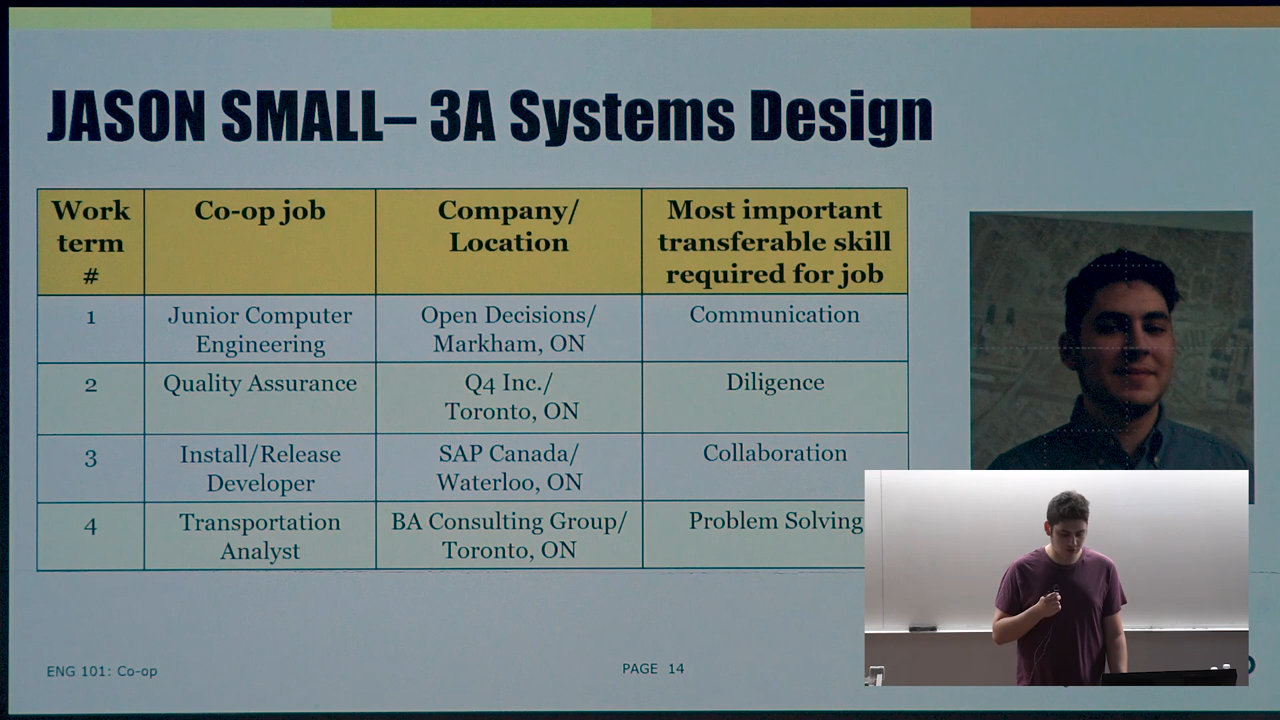 JASON SMALL– 3A Systems Design
Work
term
#
Co-op job
Company/
Location
Most important
transferable skill
required for job
1
Junior Computer
Engineering
Open Decisions/
Markham, ON
Communication
2
Quality Assurance
Q4 Inc./
Toronto, ON
Diligence
3
Install/Release
Developer
SAP Canada/
Waterloo, ON
Collaboration
4
Transportation
Analyst
BA Consulting Group/
Toronto, ON
Problem Solving
ENG 101: Co-op
PAGE 14